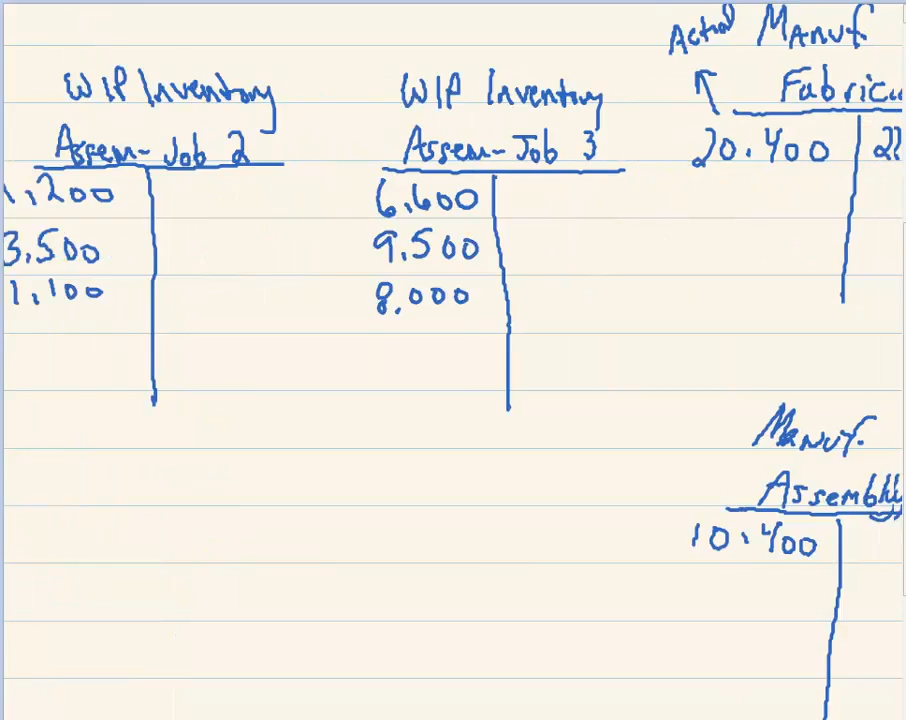 WIP Inventory
Assem-Job 2
1,200
3,500
1,100
WIP Inventory
Assem-Job 3
6,600
9,500
8,000
Actual Manuf.
Fabric
20,400
Manuf.
Assembly
10,400